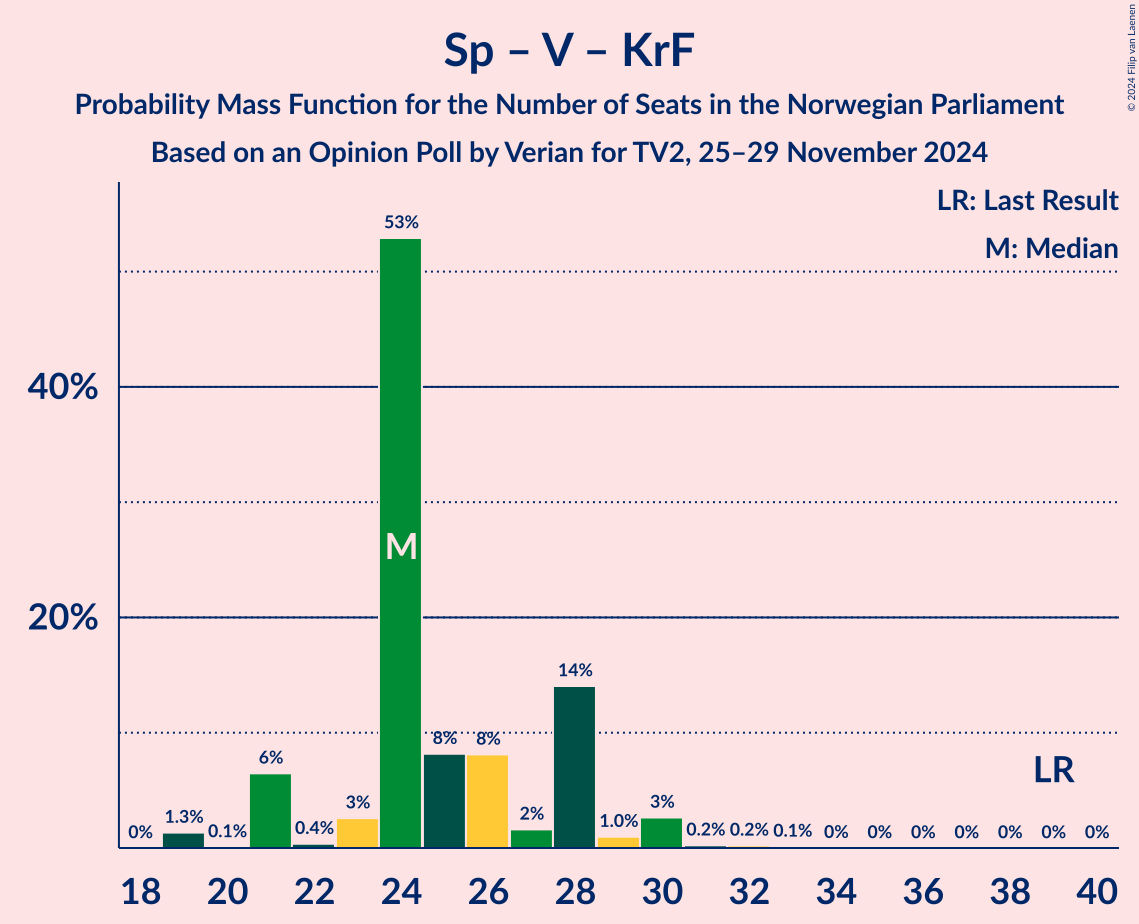 Sp – V – KrF
Probability Mass Function for the Number of Seats in the Norwegian Parliament
Based on an Opinion Poll by Verian for TV2, 25–29 November 2024
© 2024 Filip van Laenen
LR: Last Result
M: Median
53%
40%
M
20%
14%
8% 8%
6%
LR
0% 1.3% 0.1% 0.4% 3% 2% 1.0% 3% 0.2% 0.2% 0.1% 0% 0% 0% 0% 0% 0% 0%
18 20 22 24 26 28 30 32 34 36 38 40